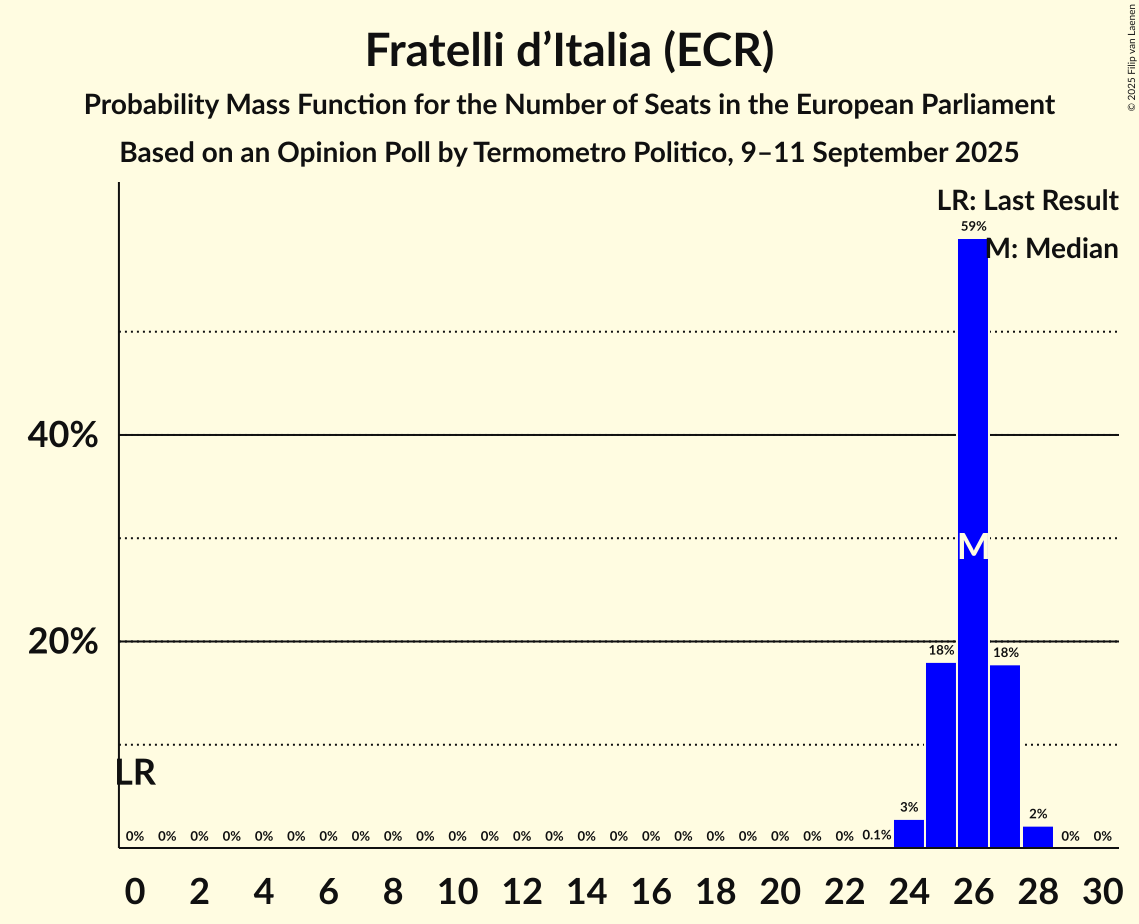 Fratelli d’Italia (ECR)
Probability Mass Function for the Number of Seats in the European Parliament
Based on an Opinion Poll by Termometro Politico, 9–11 September 2025
© 2025 Filip van Laenen
LR: Last Result
M: Median
59%
40%
M
20%
18%
18%
LR
3%
2%
0% 0% 0% 0% 0% 0% 0% 0% 0% 0% 0% 0% 0% 0% 0% 0% 0% 0% 0% 0% 0% 0% 0% 0.1% 0% 0%
0 2 4 6 8 10 12 14 16 18 20 22 24 26 28 30